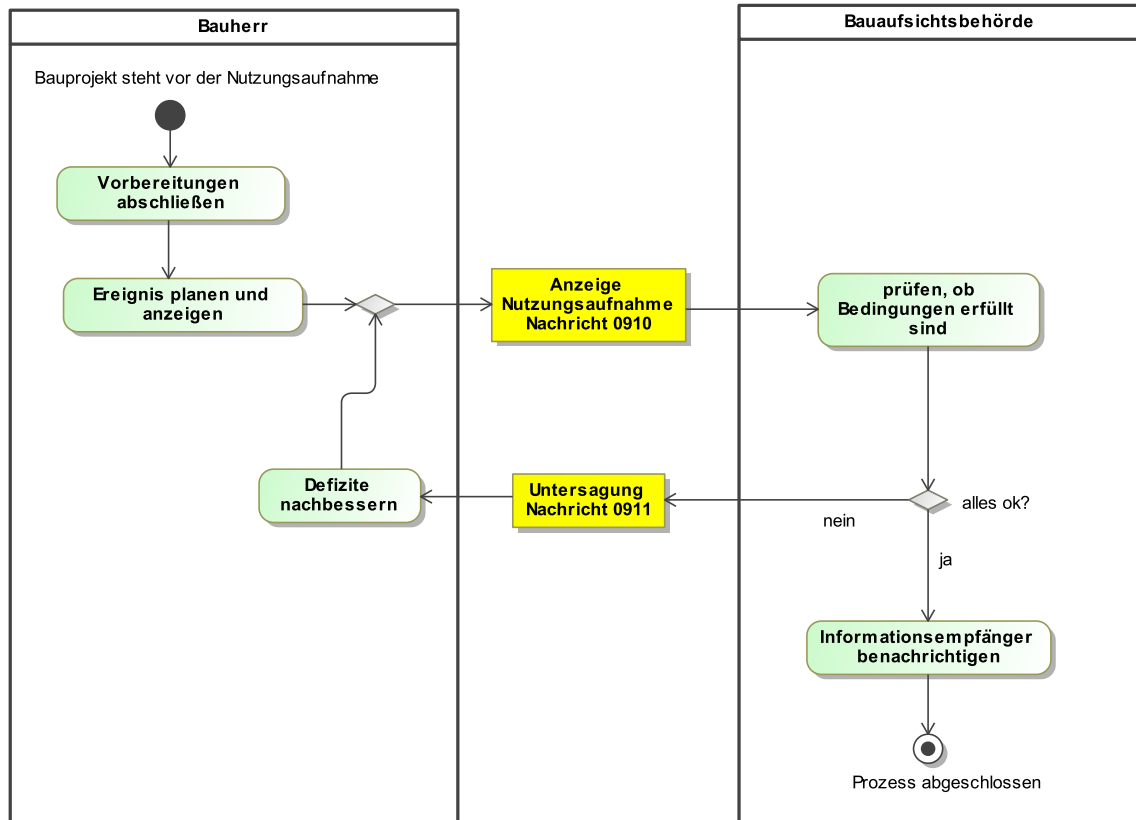 Bauherr
Bauaufsichtsbehörde
Bauprojekt steht vor der Nutzungsaufnahme
Vorbereitungen
abschließen
Ereignis planen und
anzeigen
Anzeige
Nutzungsaufnahme
Nachricht 0910
prüfen, ob
Bedingungen erfüllt
sind
Defizite
nachbessern
Untersagung
Nachricht 0911
nein
alles ok?
ja
Informationsempfänger
benachrichtigen
Prozess abgeschlossen